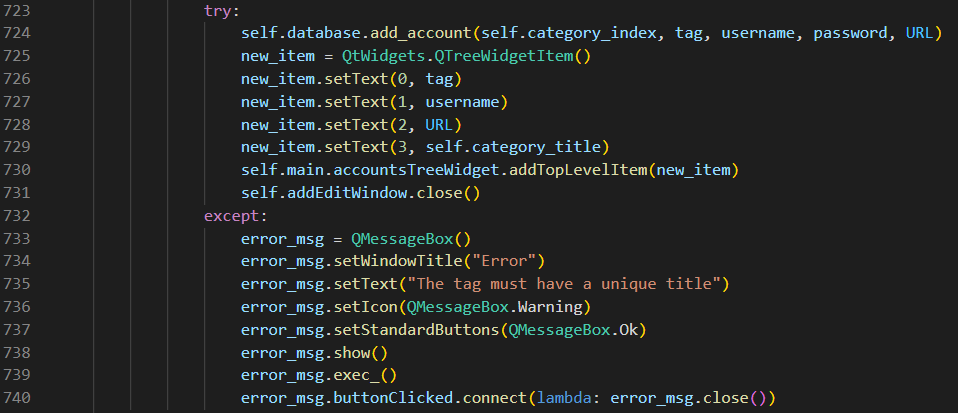 723 try:
724 self.database.add_account(self.category_index, tag, username, password, URL)
725 new_item = QtWidgets.QTreeWidgetItem()
726 new_item.setText(0, tag)
727 new_item.setText(1, username)
728 new_item.setText(2, URL)
729 new_item.setText(3, self.category_title)
730 self.main.accountsTreeWidget.addTopLevelItem(new_item)
731 self.addEditWindow.close()
732 except:
733 error_msg = QMessageBox()
734 error_msg.setWindowTitle("Error")
735 error_msg.setText("The tag must have a unique title")
736 error_msg.setIcon(QMessageBox.Warning)
737 error_msg.setStandardButtons(QMessageBox.Ok)
738 error_msg.show()
739 error_msg.exec_()
740 error_msg.buttonClicked.connect(lambda: error_msg.close())